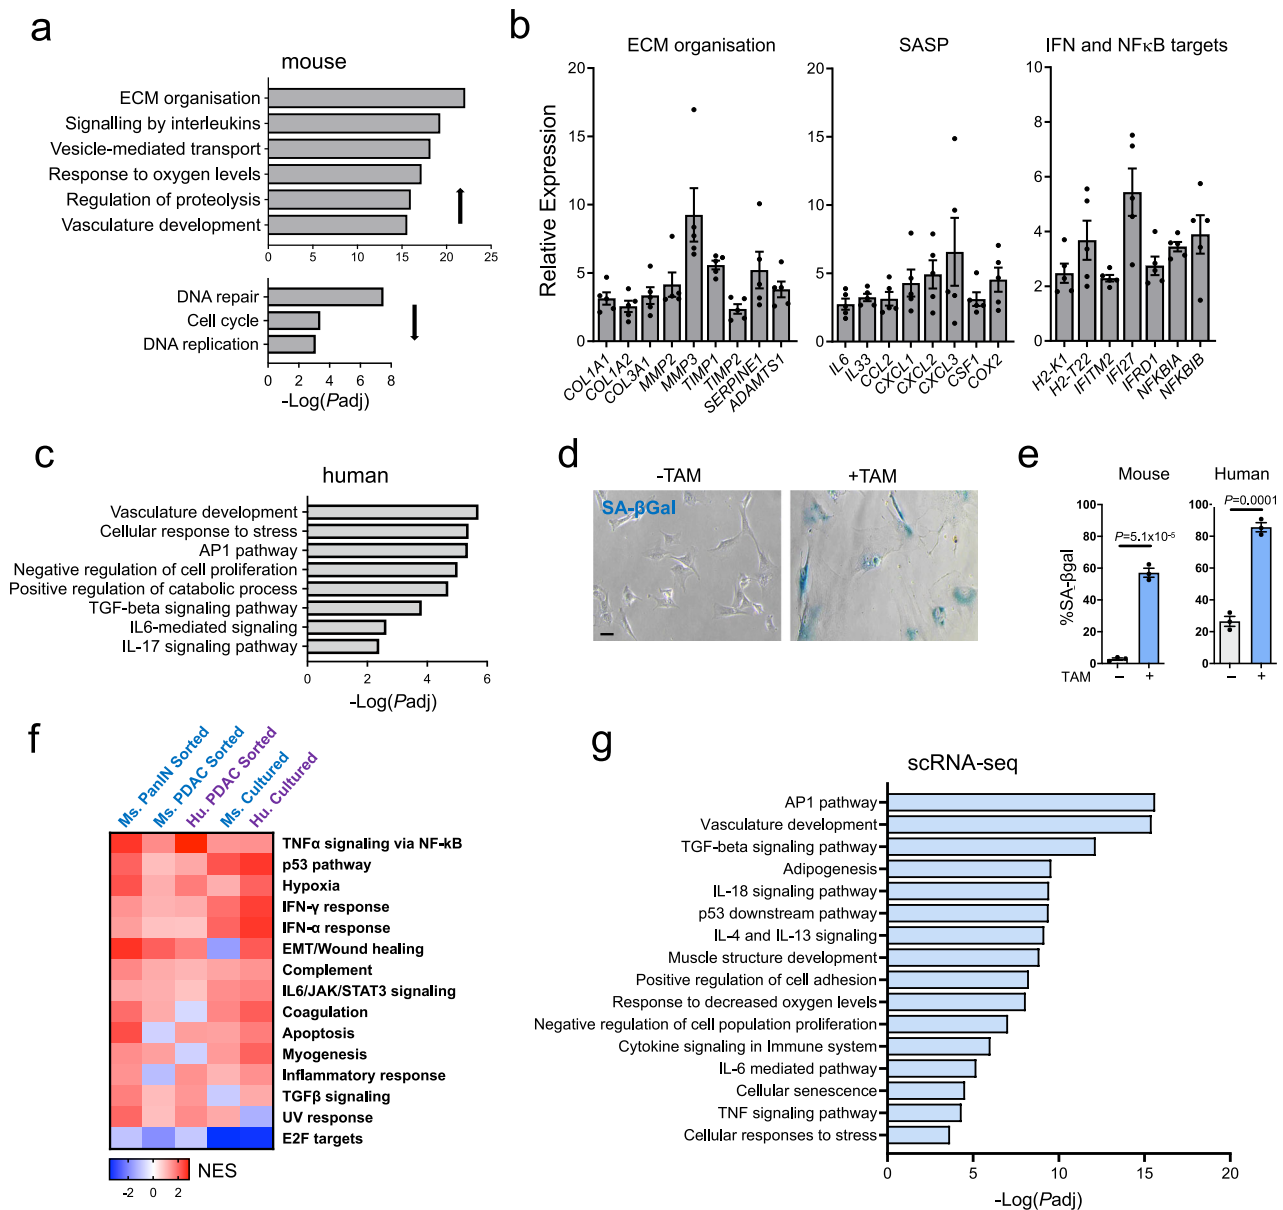 a
mouse
ECM organisation
Signalling by interleukins
Vesicle-mediated transport
Response to oxygen levels
Regulation of proteolysis
Vasculature development
0 5 10 15 20 25
DNA repair
Cell cycle
DNA replication
0 2 4 6 8
-Log(Padj)
b
ECM organisation
SASP
IFN and NFκB targets
Relative Expression
20
15
10
5
0
COL1A1
COL1A2
COL3A1
MMP2
MMP3
TIMP1
TIMP2
SERPINE1
ADAMTS1
20
15
10
5
0
IL6
IL33
CCL2
CXCL1
CXCL2
CXCL3
CSF1
COX2
10
8
6
4
2
0
H2-K1
H2-T22
IFITM2
IFI27
IFRD1
NFKBIA
NFKBIB
c
human
Vasculature development
Cellular response to stress
AP1 pathway
Negative regulation of cell proliferation
Positive regulation of catabolic process
TGF-beta signaling pathway
IL6-mediated signaling
IL-17 signaling pathway
0 2 4 6
-Log(Padj)
d
-TAM
+TAM
SA-βGal
e
Mouse
Human
%SA-βgal
100
80
60
40
20
0
P=5.1x10⁻⁵
100
80
60
40
20
0
P=0.0001
TAM – + – +
f
Ms. PanIN Sorted
Ms. PDAC Sorted
Hu. PDAC Sorted
Ms. Cultured
Hu. Cultured
TNFα signaling via NF-kB
p53 pathway
Hypoxia
IFN-γ response
IFN-α response
EMT/Wound healing
Complement
IL6/JAK/STAT3 signaling
Coagulation
Apoptosis
Myogenesis
Inflammatory response
TGFβ signaling
UV response
E2F targets
NES
-2 0 2
g
scRNA-seq
AP1 pathway
Vasculature development
TGF-beta signaling pathway
Adipogenesis
IL-18 signaling pathway
p53 downstream pathway
IL-4 and IL-13 signaling
Muscle structure development
Positive regulation of cell adhesion
Response to decreased oxygen levels
Negative regulation of cell population proliferation
Cytokine signaling in Immune system
IL-6 mediated pathway
Cellular senescence
TNF signaling pathway
Cellular responses to stress
0 5 10 15 20
-Log(Padj)